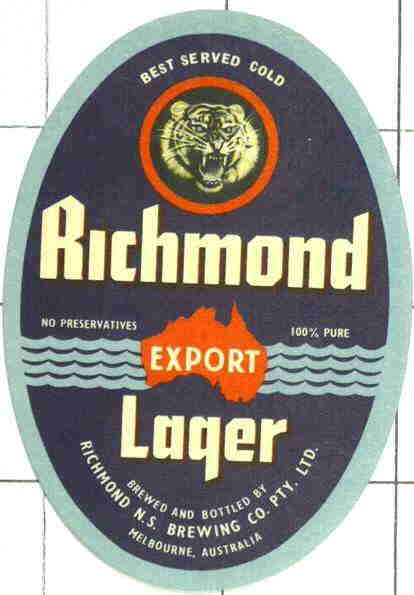 BEST SERVED COLD
Richmond
NO PRESERVATIVES
100% PURE
EXPORT
Lager
BREWED AND BOTTLED BY
RICHMOND N.S. BREWING CO. PTY. LTD.
MELBOURNE, AUSTRALIA